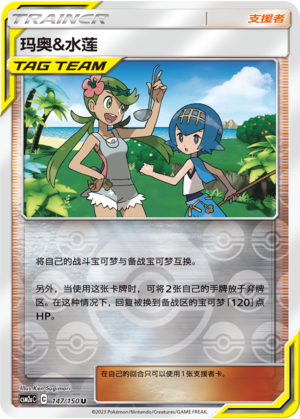 TRAINER
支援者
玛奥&水莲
TAG TEAM
将自己的战斗宝可梦与备战宝可梦互换。
另外,当使用这张卡牌时,可将2张自己的手牌放于弃牌
区。在这种情况下,回复被换到备战区的宝可梦「120」点
HP。
Illus. Ken Sugimori
在自己的回合只可以使用1张支援者卡。
CSM2a C G 147/150 U
©2023 Pokémon/Nintendo/Creatures/GAME FREAK.